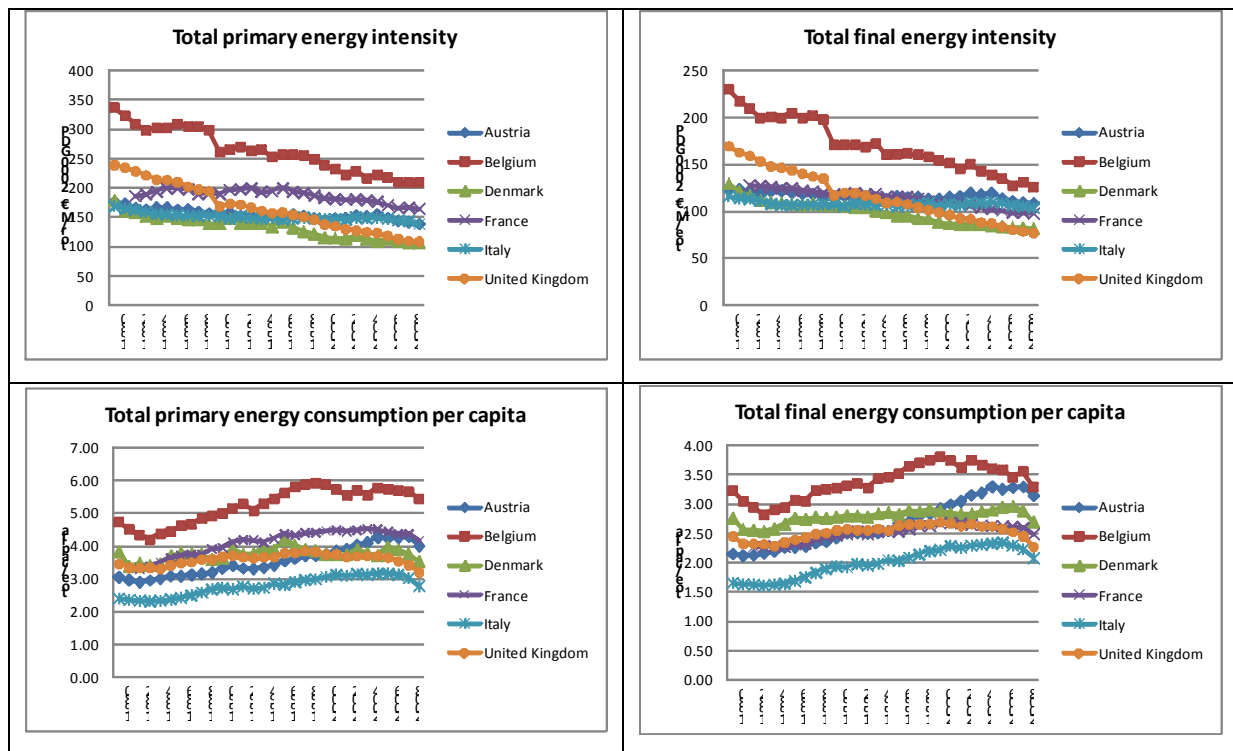 Total primary energy intensity
400
350
300
250
200
150
100
50
0
Austria
Belgium
Denmark
France
Italy
United Kingdom
Total final energy intensity
250
200
150
100
50
0
Austria
Belgium
Denmark
France
Italy
United Kingdom
Total primary energy consumption per capita
7.00
6.00
5.00
4.00
3.00
2.00
1.00
0.00
Austria
Belgium
Denmark
France
Italy
United Kingdom
Total final energy consumption per capita
4.00
3.50
3.00
2.50
2.00
1.50
1.00
0.50
0.00
Austria
Belgium
Denmark
France
Italy
United Kingdom